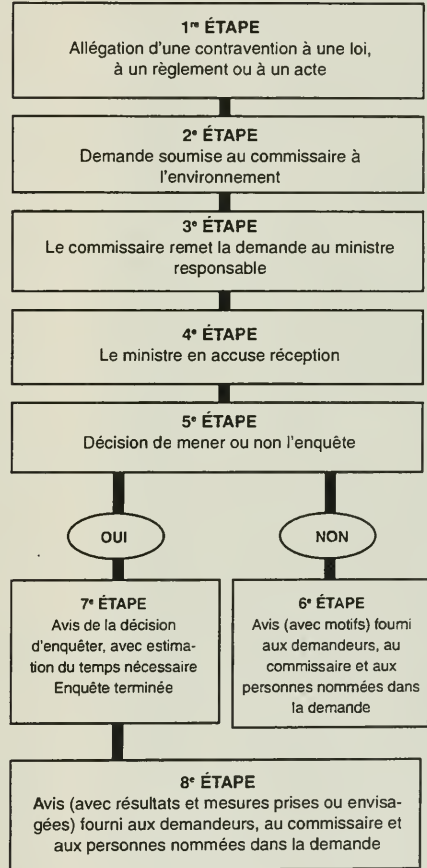 1re ÉTAPE
Allégation d'une contravention à une loi,
à un règlement ou à un acte
2e ÉTAPE
Demande soumise au commissaire à
l'environnement
3e ÉTAPE
Le commissaire remet la demande au ministre
responsable
4e ÉTAPE
Le ministre en accuse réception
5e ÉTAPE
Décision de mener ou non l'enquête
OUI
NON
7e ÉTAPE
Avis de la décision
d'enquêter, avec estima-
tion du temps nécessaire
Enquête terminée
6e ÉTAPE
Avis (avec motifs) fourni
aux demandeurs, au
commissaire et aux
personnes nommées dans
la demande
8e ÉTAPE
Avis (avec résultats et mesures prises ou envisa-
gées) fourni aux demandeurs, au commissaire et
aux personnes nommées dans la demande